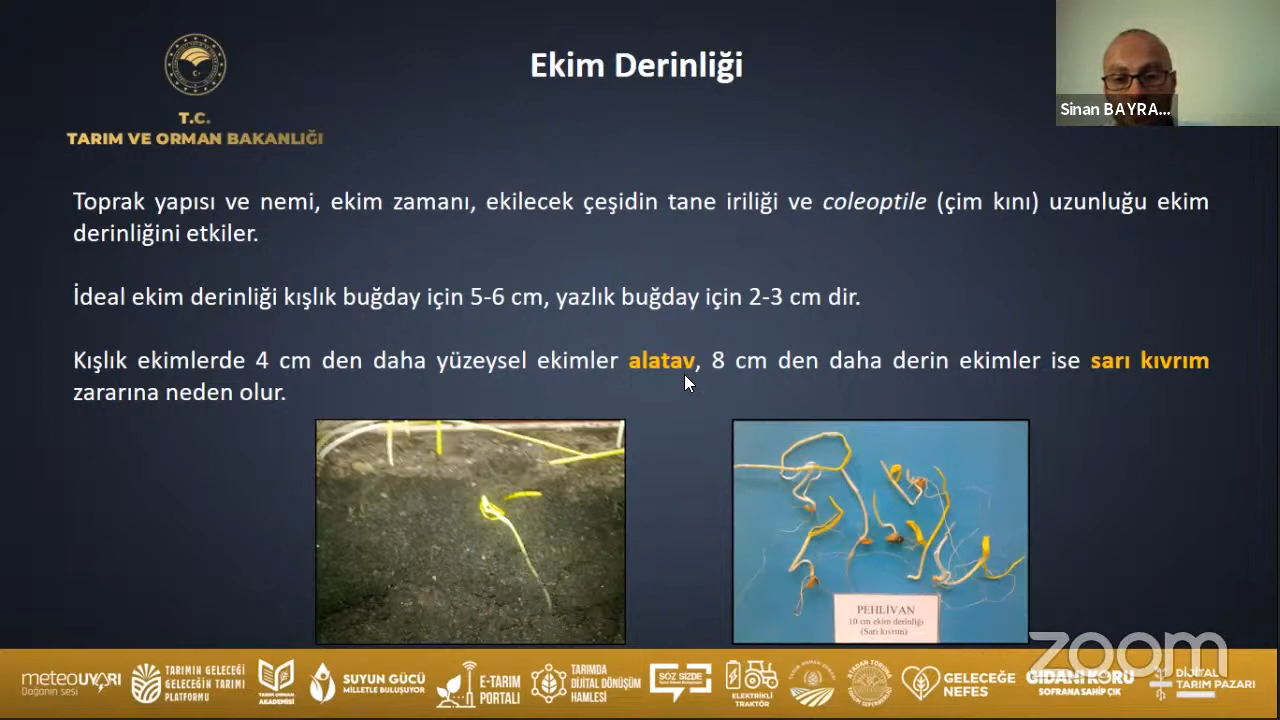 Ekim Derinliği
Sinan BAYRA...
T.C.
TARIM VE ORMAN BAKANLIĞI
Toprak yapısı ve nemi, ekim zamanı, ekilecek çeşidin tane iriliği ve coleoptile (çim kını) uzunluğu ekim
derinliğini etkiler.
İdeal ekim derinliği kışlık buğday için 5-6 cm, yazlık buğday için 2-3 cm dir.
Kışlık ekimlerde 4 cm den daha yüzeysel ekimler alatav, 8 cm den daha derin ekimler ise sarı kıvrım
zararına neden olur.
PEHLİVAN
10 cm ekim derinliği
(Sarı kıvrım)
zoom
meteoUYARI
Doğanın sesi
TARIMIN GELECEĞİ
GELECEĞİN TARIMI
PLATFORMU
TARIM ORMAN
AKADEMİSİ
SUYUN GÜCÜ
MİLLETLE BULUŞUYOR
E-TARIM
PORTALI
TARIMDA
DİJİTAL DÖNÜŞÜM
HAMLESİ
SÖZ SİZDE
ELEKTRİKLİ
TRAKTÖR
GELECEĞE
NEFES
GIDANI KORU
SOFRANA SAHİP ÇIK
DİJİTAL
TARIM PAZARI